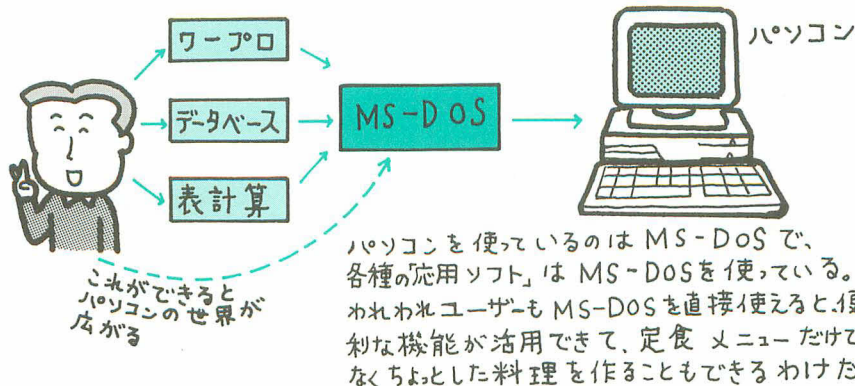 ワープロ
データベース
表計算
MS-DOS
パソコン
これができると
パソコンの世界が
広がる
パソコンを使っているのはMS-DOSで、
各種の「応用ソフト」はMS-DOSを使っている。
われわれユーザーもMS-DOSを直接使えると、便
利な機能が活用できて、定食メニューだけで
なくちょっとした料理を作ることもできるわけだ